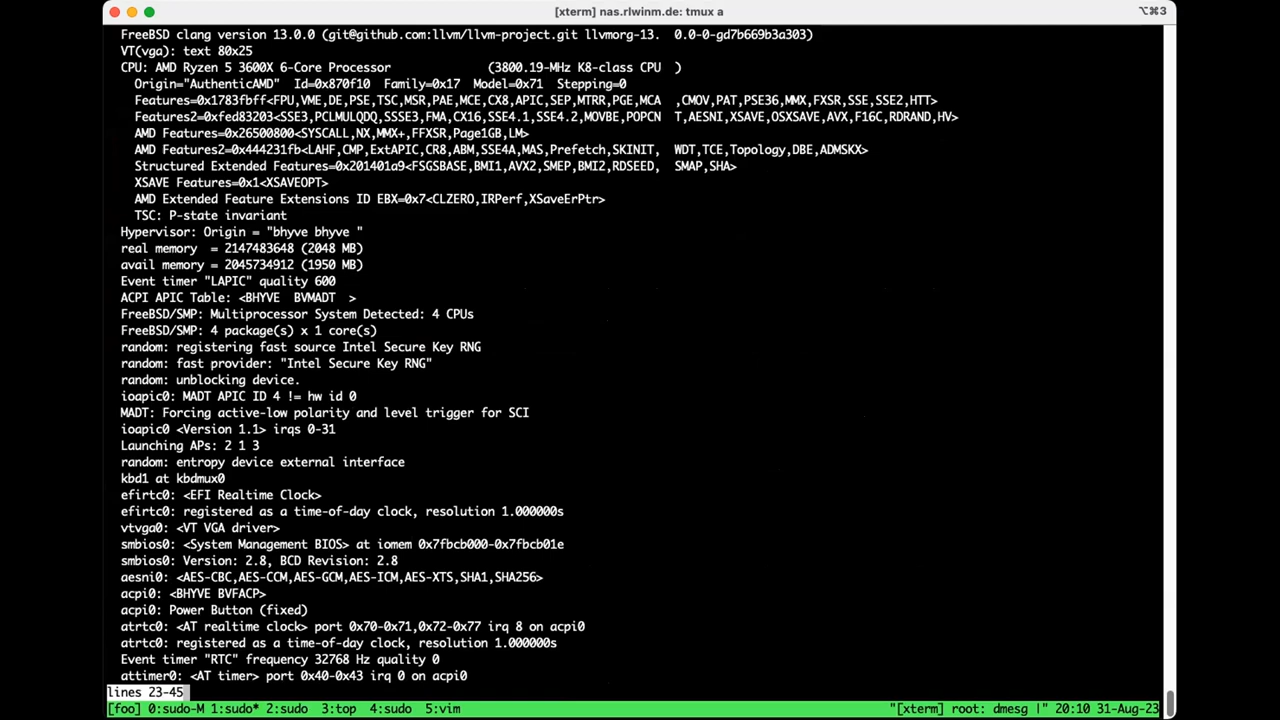 [xterm] nas.rlwinm.de: tmux a
⌥⌘3
FreeBSD clang version 13.0.0 (git@github.com:llvm/llvm-project.git llvmorg-13. 0.0-0-gd7b669b3a303)
VT(vga): text 80x25
CPU: AMD Ryzen 5 3600X 6-Core Processor (3800.19-MHz K8-class CPU )
Origin="AuthenticAMD" Id=0x870f10 Family=0x17 Model=0x71 Stepping=0
Features=0x1783fbff<FPU,VME,DE,PSE,TSC,MSR,PAE,MCE,CX8,APIC,SEP,MTRR,PGE,MCA ,CMOV,PAT,PSE36,MMX,FXSR,SSE,SSE2,HTT>
Features2=0xfed83203<SSE3,PCLMULQDQ,SSSE3,FMA,CX16,SSE4.1,SSE4.2,MOVBE,POPCN T,AESNI,XSAVE,OSXSAVE,AVX,F16C,RDRAND,HV>
AMD Features=0x26500800<SYSCALL,NX,MMX+,FFXSR,Page1GB,LM>
AMD Features2=0x444231fb<LAHF,CMP,ExtAPIC,CR8,ABM,SSE4A,MAS,Prefetch,SKINIT, WDT,TCE,Topology,DBE,ADMSKX>
Structured Extended Features=0x201401a9<FSGSBASE,BMI1,AVX2,SMEP,BMI2,RDSEED, SMAP,SHA>
XSAVE Features=0x1<XSAVEOPT>
AMD Extended Feature Extensions ID EBX=0x7<CLZERO,IRPerf,XSaveErPtr>
TSC: P-state invariant
Hypervisor: Origin = "bhyve bhyve "
real memory = 2147483648 (2048 MB)
avail memory = 2045734912 (1950 MB)
Event timer "LAPIC" quality 600
ACPI APIC Table: <BHYVE BVMADT >
FreeBSD/SMP: Multiprocessor System Detected: 4 CPUs
FreeBSD/SMP: 4 package(s) x 1 core(s)
random: registering fast source Intel Secure Key RNG
random: fast provider: "Intel Secure Key RNG"
random: unblocking device.
ioapic0: MADT APIC ID 4 != hw id 0
MADT: Forcing active-low polarity and level trigger for SCI
ioapic0 <Version 1.1> irqs 0-31
Launching APs: 2 1 3
random: entropy device external interface
kbd1 at kbdmux0
efirtc0: <EFI Realtime Clock>
efirtc0: registered as a time-of-day clock, resolution 1.000000s
vtvga0: <VT VGA driver>
smbios0: <System Management BIOS> at iomem 0x7fbcb000-0x7fbcb01e
smbios0: Version: 2.8, BCD Revision: 2.8
aesni0: <AES-CBC,AES-CCM,AES-GCM,AES-ICM,AES-XTS,SHA1,SHA256>
acpi0: <BHYVE BVFACP>
acpi0: Power Button (fixed)
atrtc0: <AT realtime clock> port 0x70-0x71,0x72-0x77 irq 8 on acpi0
atrtc0: registered as a time-of-day clock, resolution 1.000000s
Event timer "RTC" frequency 32768 Hz quality 0
attimer0: <AT timer> port 0x40-0x43 irq 0 on acpi0
lines 23-45
[foo] 0:sudo-M 1:sudo* 2:sudo 3:top 4:sudo 5:vim "[xterm] root: dmesg |" 20:10 31-Aug-23